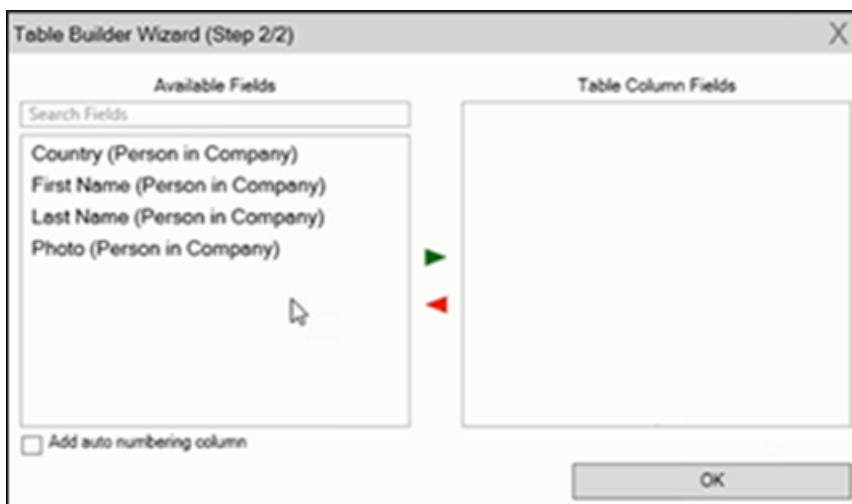 Table Builder Wizard (Step 2/2)
X
Available Fields
Table Column Fields
Search Fields
Country (Person in Company)
First Name (Person in Company)
Last Name (Person in Company)
Photo (Person in Company)
Add auto numbering column
OK